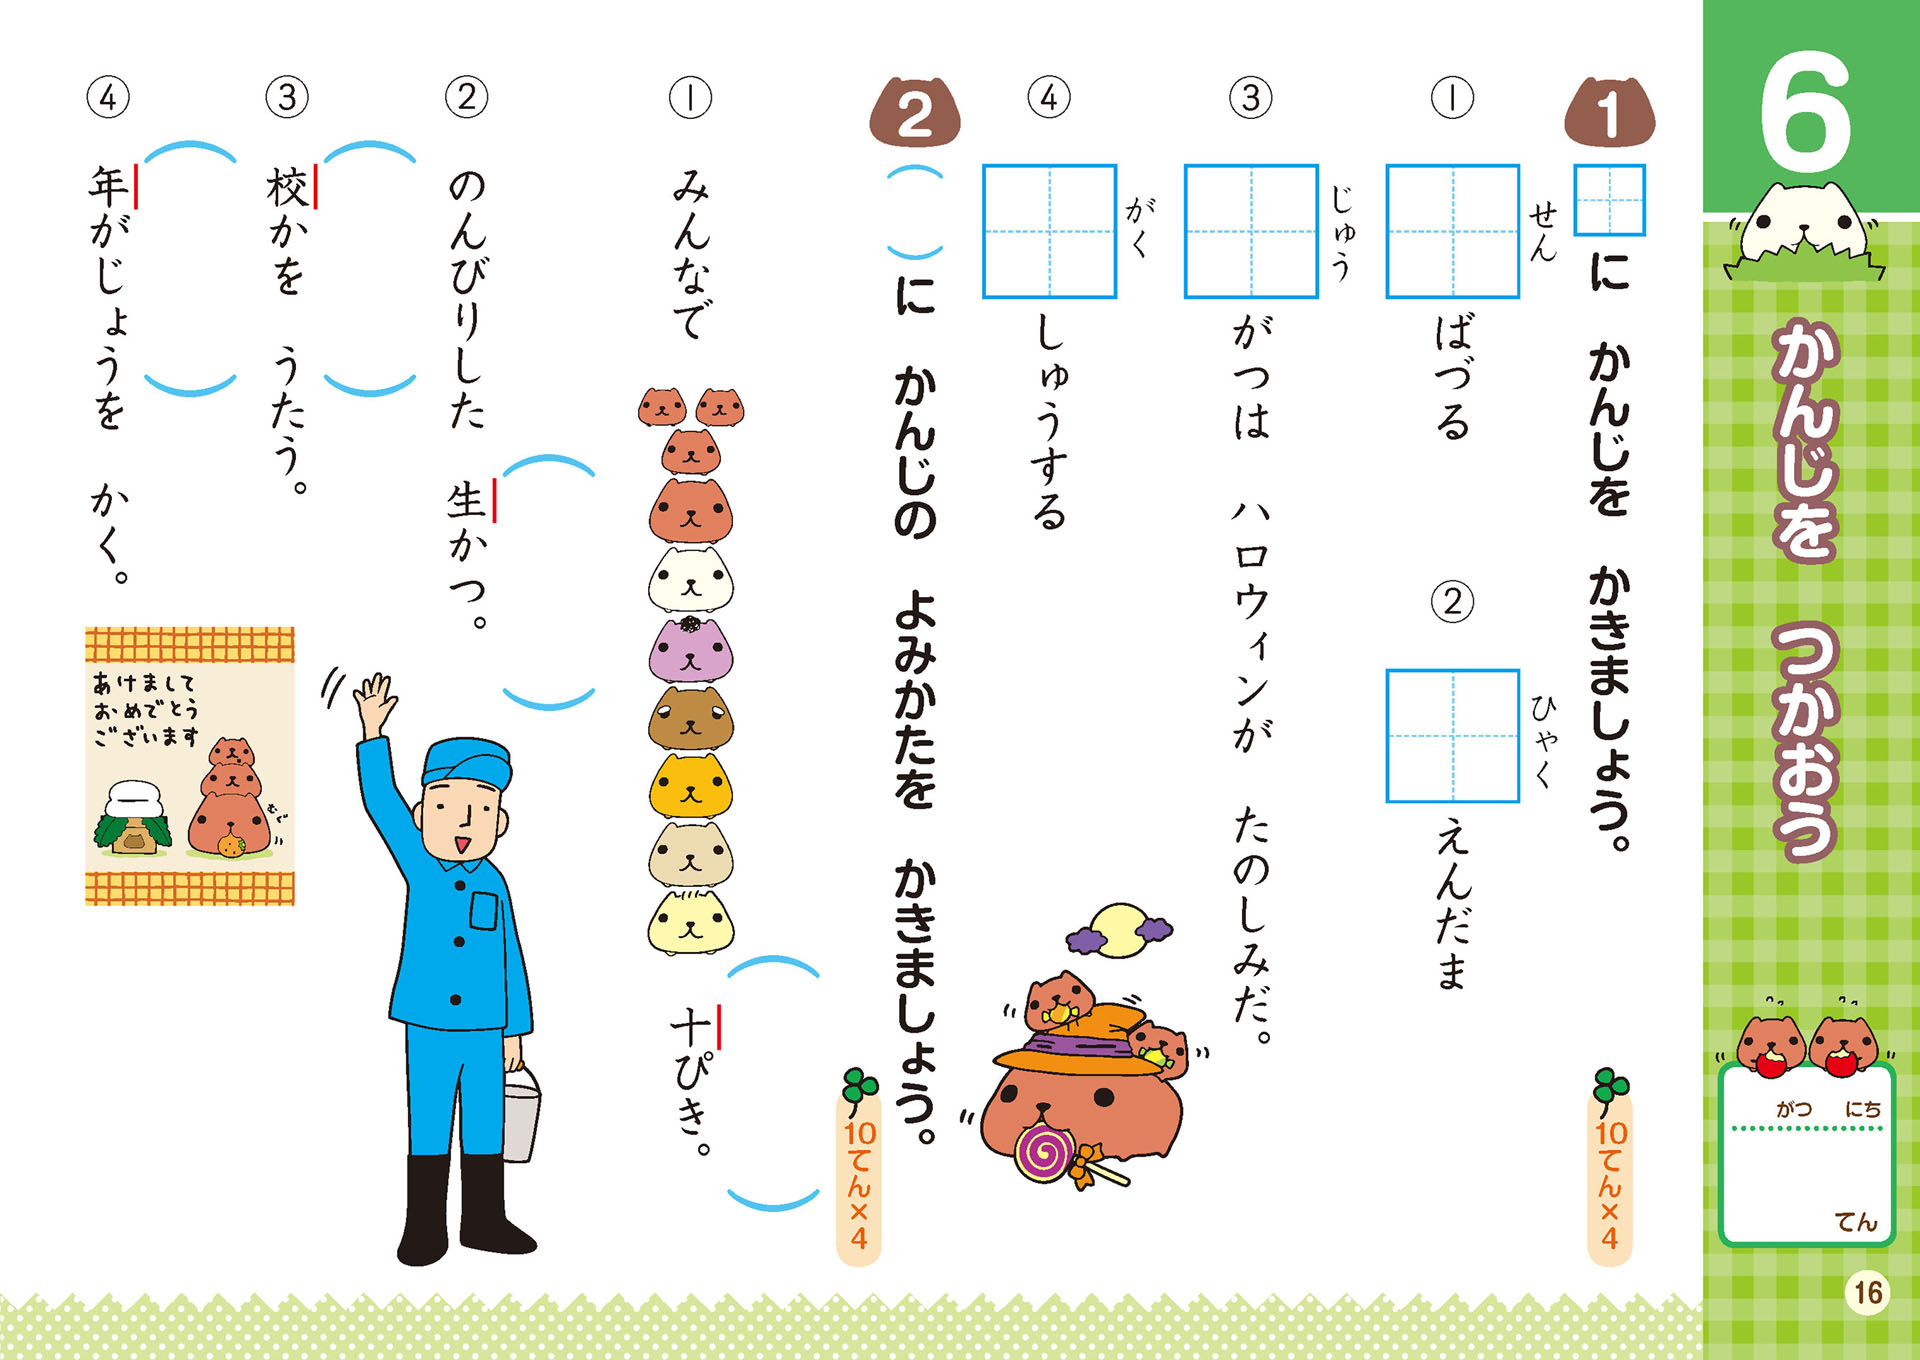 6
かんじを つかおう
がつ にち
てん
16
1
□に かんじを かきましょう。
10てん×4
①
せん
□ばづる
②
ひゃく
□えんだま
③
じゅう
□がつは ハロウィンが たのしみだ。
④
がく
□しゅうする
2
( )に かんじの よみかたを かきましょう。
10てん×4
①
みんなで 十ぴき。
②
のんびりした 生かつ。
③
校かを うたう。
④
年がじょうを かく。
あけまして
おめでとう
ございます
むぐ